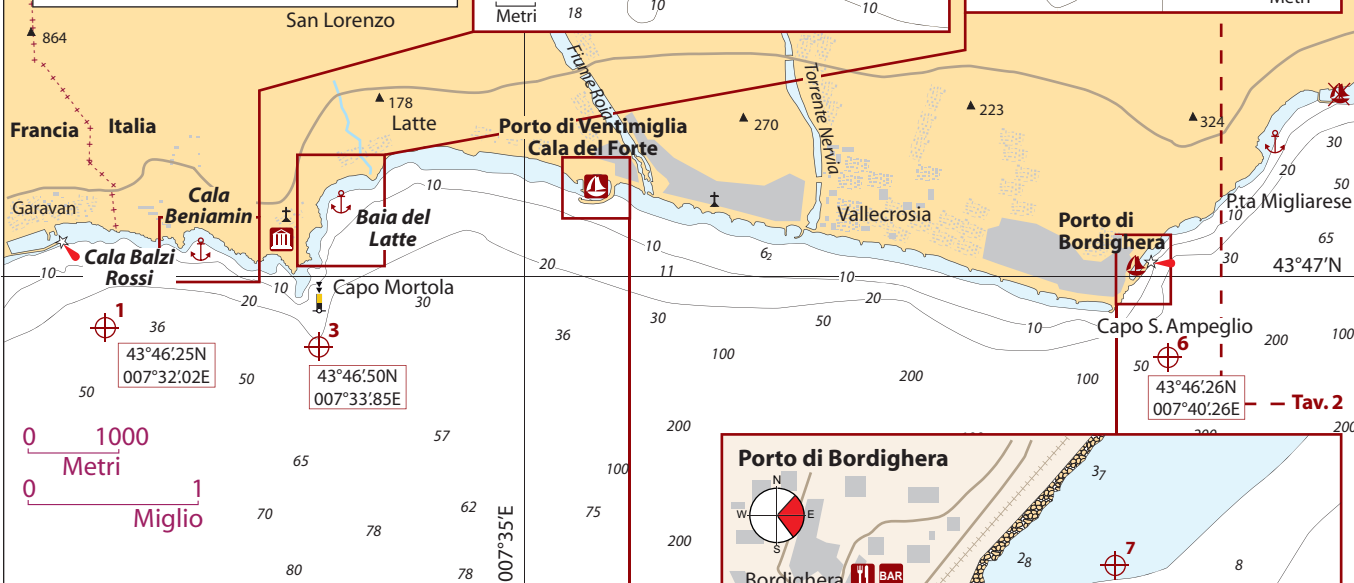 Metri
18
10
10
Metri
San Lorenzo
864
Fiume Roia
Torrente Nervia
178
Latte
270
223
324
Francia
Italia
Porto di Ventimiglia
Cala del Forte
30
20
50
Garavan
Cala
Beniamin
Baia del
Latte
10
Vallecrosia
Porto di
Bordighera
P.ta Migliarese
10
65
30
43°47'N
Cala Balzi
Rossi
10
10
20
Capo Mortola
30
20
10
11
6₂
10
20
30
50
10
Capo S. Ampeglio
1
36
43°46'.25N
007°32'.02E
50
50
3
43°46'.50N
007°33'.85E
36
100
200
100
200
100
6
50
43°46'.26N
007°40'.26E
Tav. 2
200
200
0 1000
Metri
0 1
Miglio
57
65
70
78
80
62
78
007°35'E
100
75
200
200
Porto di Bordighera
N
W E
S
Bordighera
BAR
3₇
2₈
7
8